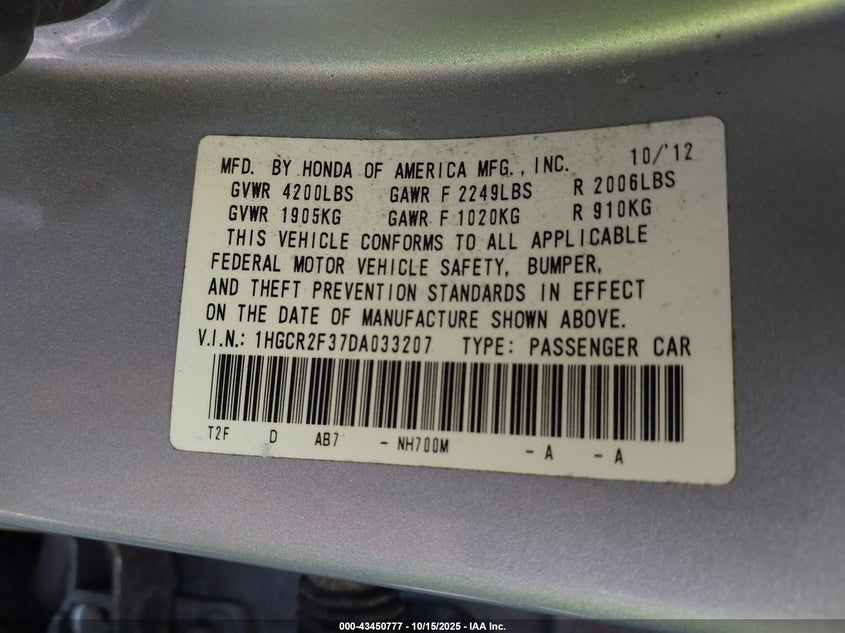 MFD. BY HONDA OF AMERICA MFG., INC. 10/'12
GVWR 4200LBS GAWR F 2249LBS R 2006LBS
GVWR 1905KG GAWR F 1020KG R 910KG
THIS VEHICLE CONFORMS TO ALL APPLICABLE
FEDERAL MOTOR VEHICLE SAFETY, BUMPER,
AND THEFT PREVENTION STANDARDS IN EFFECT
ON THE DATE OF MANUFACTURE SHOWN ABOVE.
V.I.N.: 1HGCR2F37DA033207 TYPE: PASSENGER CAR
T2F D AB7 - NH700M - A - A
000-43450777 - 10/15/2025 - IAA Inc.